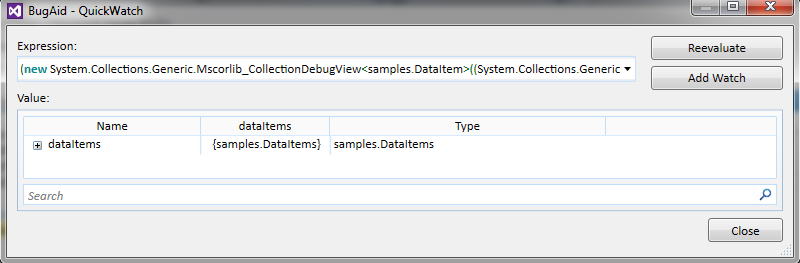 BugAid - QuickWatch
Expression:
(new System.Collections.Generic.Mscorlib_CollectionDebugView<samples.DataItem>((System.Collections.Generic
Reevaluate
Add Watch
Value:
Name dataItems Type
dataItems {samples.DataItems} samples.DataItems
Search
Close